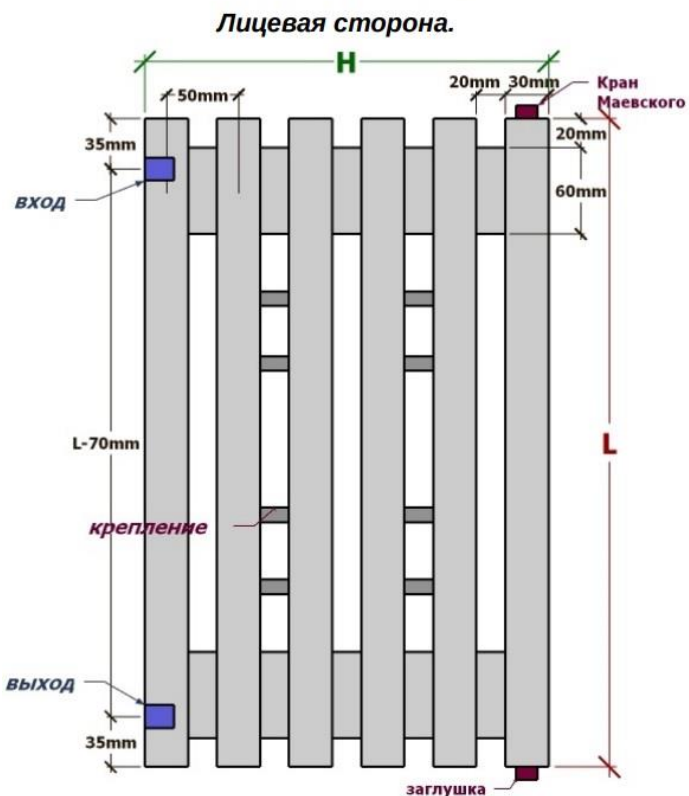 Лицевая сторона.
H
50mm
20mm
30mm
Кран
Маевского
35mm
20mm
вход
60mm
L-70mm
L
крепление
выход
35mm
заглушка